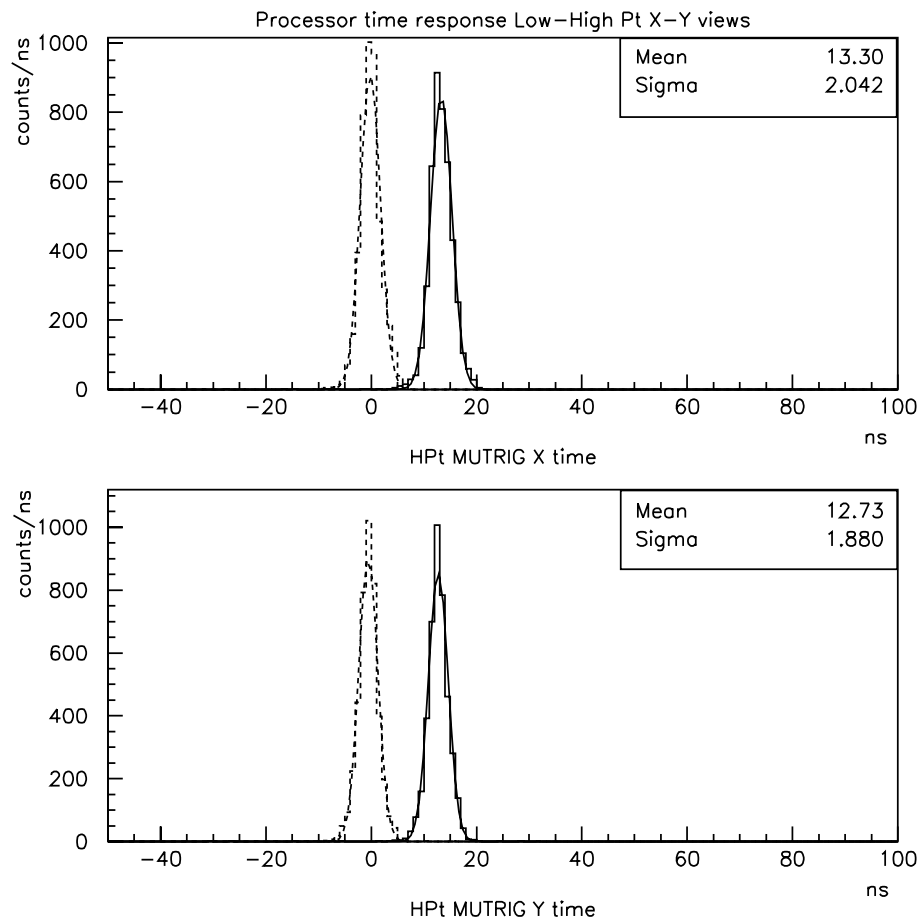 Processor time response Low-High Pt X-Y views
counts/ns
1000
800
600
400
200
0
Mean 13.30
Sigma 2.042
-40 -20 0 20 40 60 80 100
ns
HPt MUTRIG X time
counts/ns
1000
800
600
400
200
0
Mean 12.73
Sigma 1.880
-40 -20 0 20 40 60 80 100
ns
HPt MUTRIG Y time